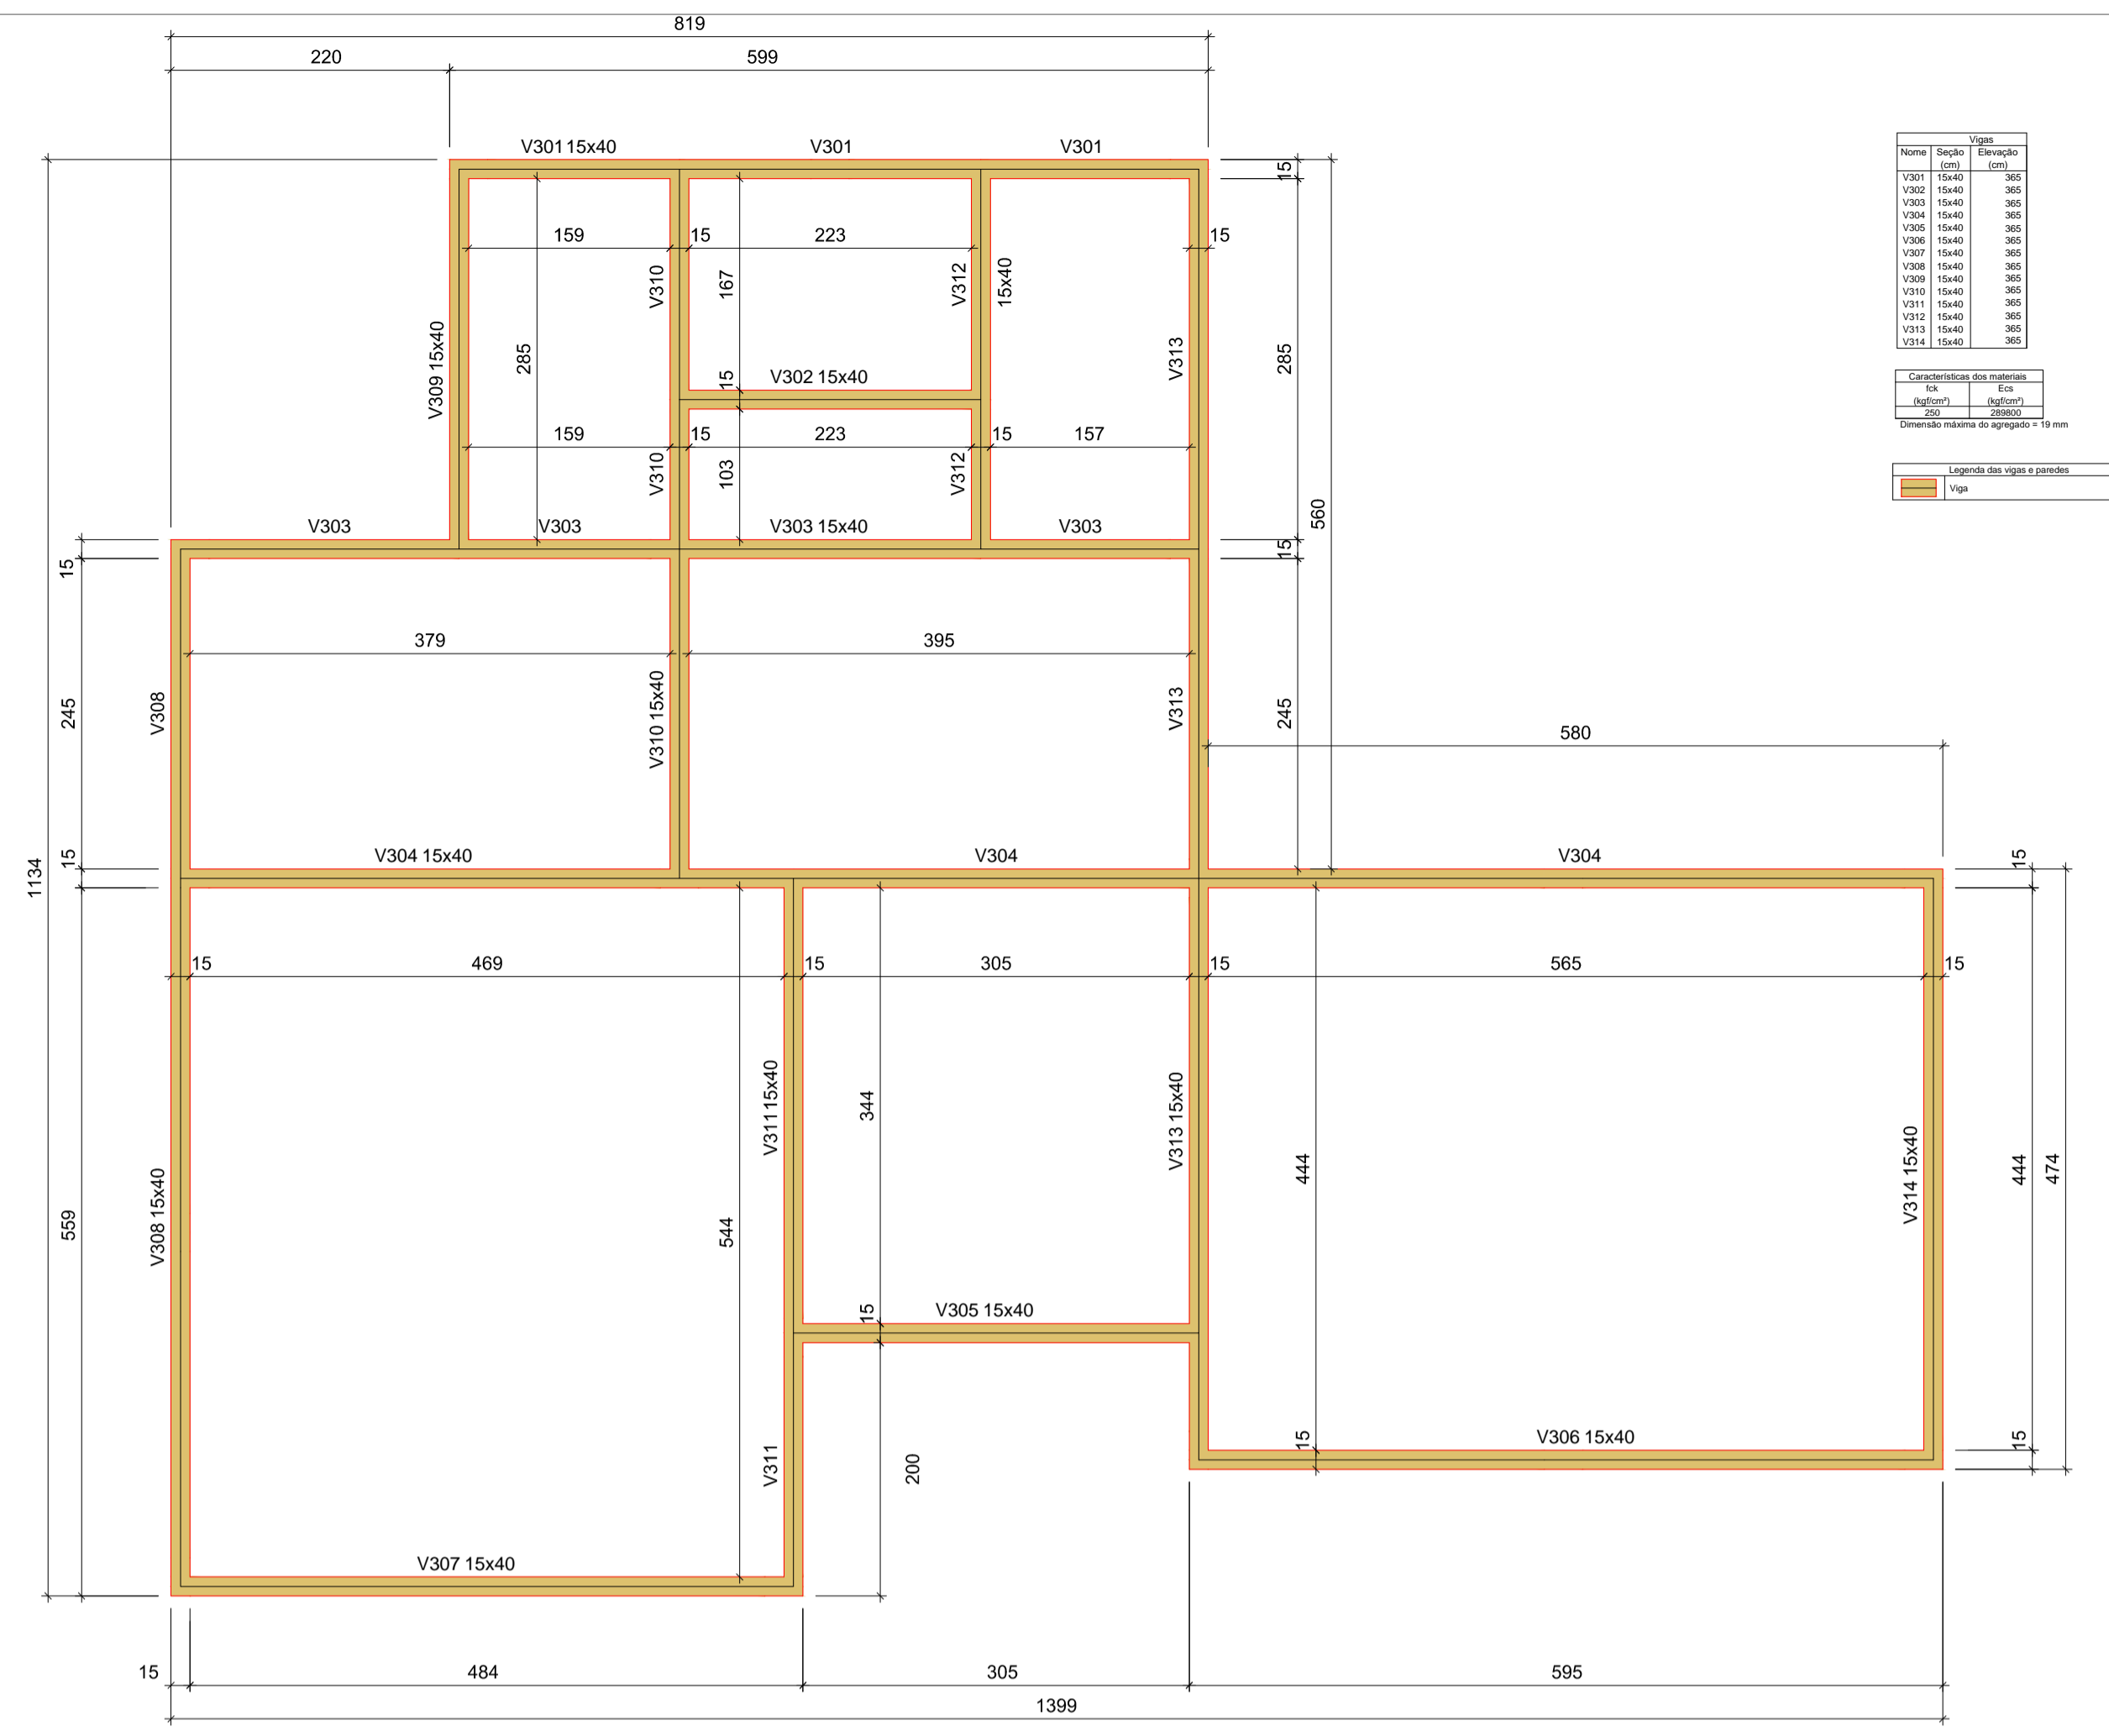 819
220 599
V301 15x40 V301 V301
15
159 15 223 15
V310 167 V312 15x40
V309 15x40 285 V313 285
15 V302 15x40
159 15 223 15 157
V310 103 V312
560
V303 V303 V303 15x40 V303
15 15
379 395
V308 245 V310 15x40 V313 245
580
1134 15 V304 15x40 V304 V304 15
15 469 15 305 15 565 15
V311 15x40 344 V313 15x40 V314 15x40
444 444 474
V308 15x40 559 544
15 V305 15x40
15 V306 15x40 15
V311 200
V307 15x40
15 484 305 595
1399
Vigas
Nome Seção Elevação
(cm) (cm)
V301 15x40 365
V302 15x40 365
V303 15x40 365
V304 15x40 365
V305 15x40 365
V306 15x40 365
V307 15x40 365
V308 15x40 365
V309 15x40 365
V310 15x40 365
V311 15x40 365
V312 15x40 365
V313 15x40 365
V314 15x40 365
Características dos materiais
fck Ecs
(kgf/cm²) (kgf/cm²)
250 289800
Dimensão máxima do agregado = 19 mm
Legenda das vigas e paredes
Viga